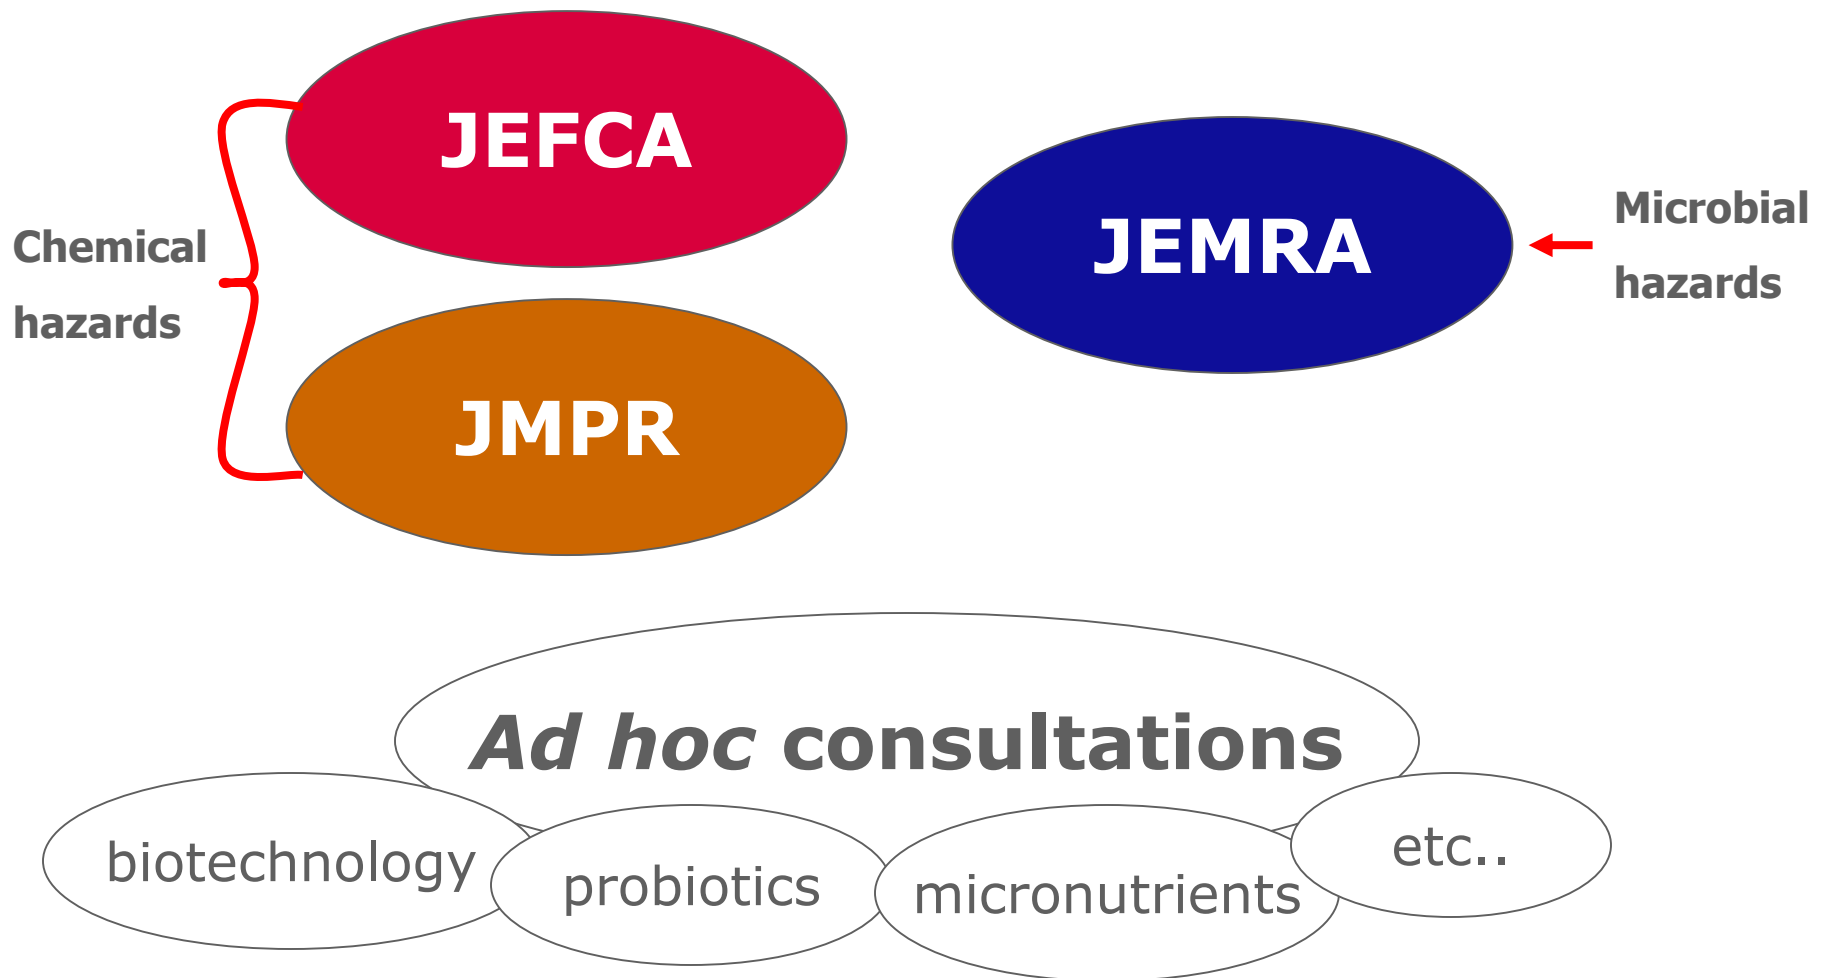 JEFCA
JEMRA
Microbial
hazards
Chemical
hazards
JMPR
Ad hoc consultations
biotechnology
probiotics
micronutrients
etc..